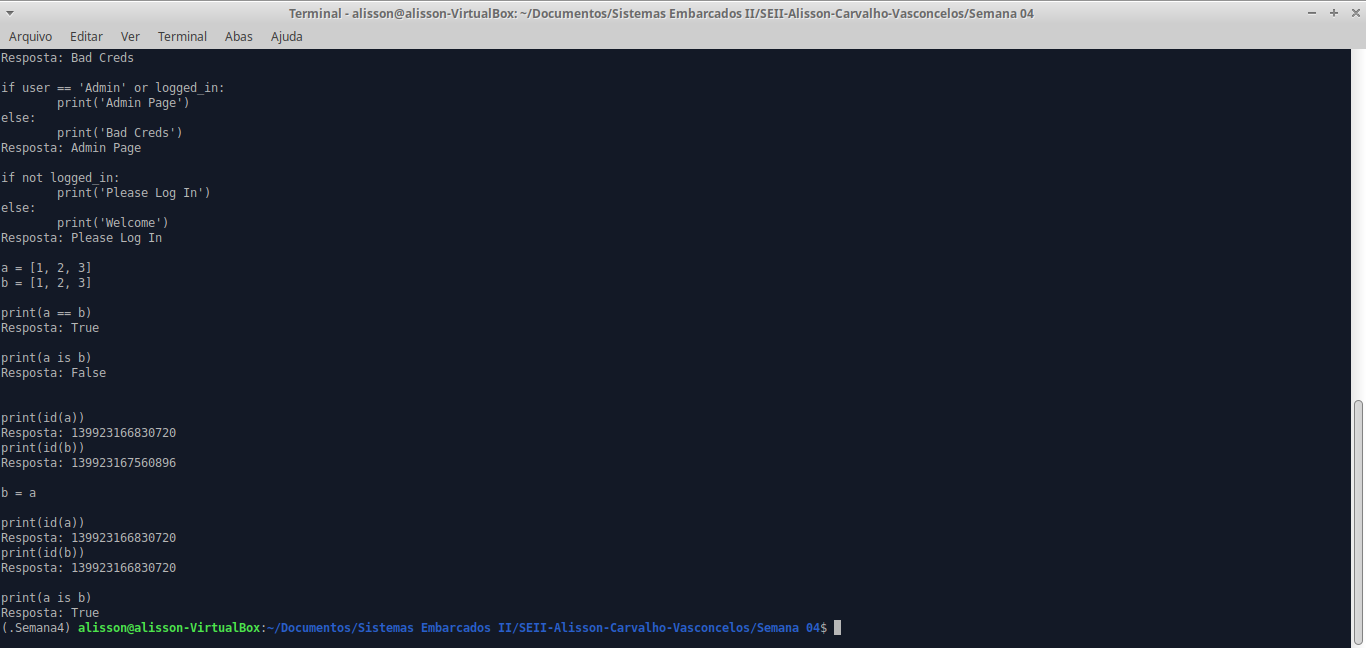 Terminal - alisson@alisson-VirtualBox: ~/Documentos/Sistemas Embarcados II/SEII-Alisson-Carvalho-Vasconcelos/Semana 04
Arquivo Editar Ver Terminal Abas Ajuda
Resposta: Bad Creds

if user == 'Admin' or logged_in:
        print('Admin Page')
else:
        print('Bad Creds')
Resposta: Admin Page

if not logged_in:
        print('Please Log In')
else:
        print('Welcome')
Resposta: Please Log In

a = [1, 2, 3]
b = [1, 2, 3]

print(a == b)
Resposta: True

print(a is b)
Resposta: False


print(id(a))
Resposta: 139923166830720
print(id(b))
Resposta: 139923167560896

b = a

print(id(a))
Resposta: 139923166830720
print(id(b))
Resposta: 139923166830720

print(a is b)
Resposta: True
(.Semana4) alisson@alisson-VirtualBox:~/Documentos/Sistemas Embarcados II/SEII-Alisson-Carvalho-Vasconcelos/Semana 04$